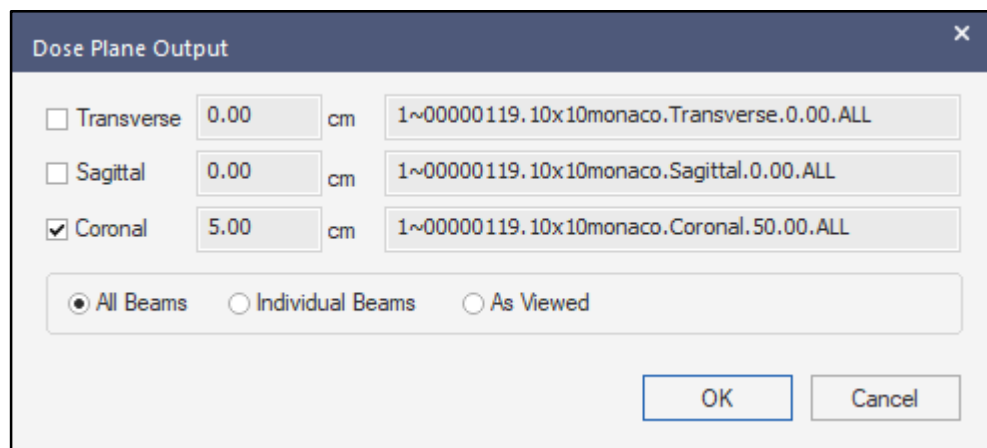 Dose Plane Output
Transverse 0.00 cm 1~00000119.10x10monaco.Transverse.0.00.ALL
Sagittal 0.00 cm 1~00000119.10x10monaco.Sagittal.0.00.ALL
Coronal 5.00 cm 1~00000119.10x10monaco.Coronal.50.00.ALL
All Beams Individual Beams As Viewed
OK Cancel